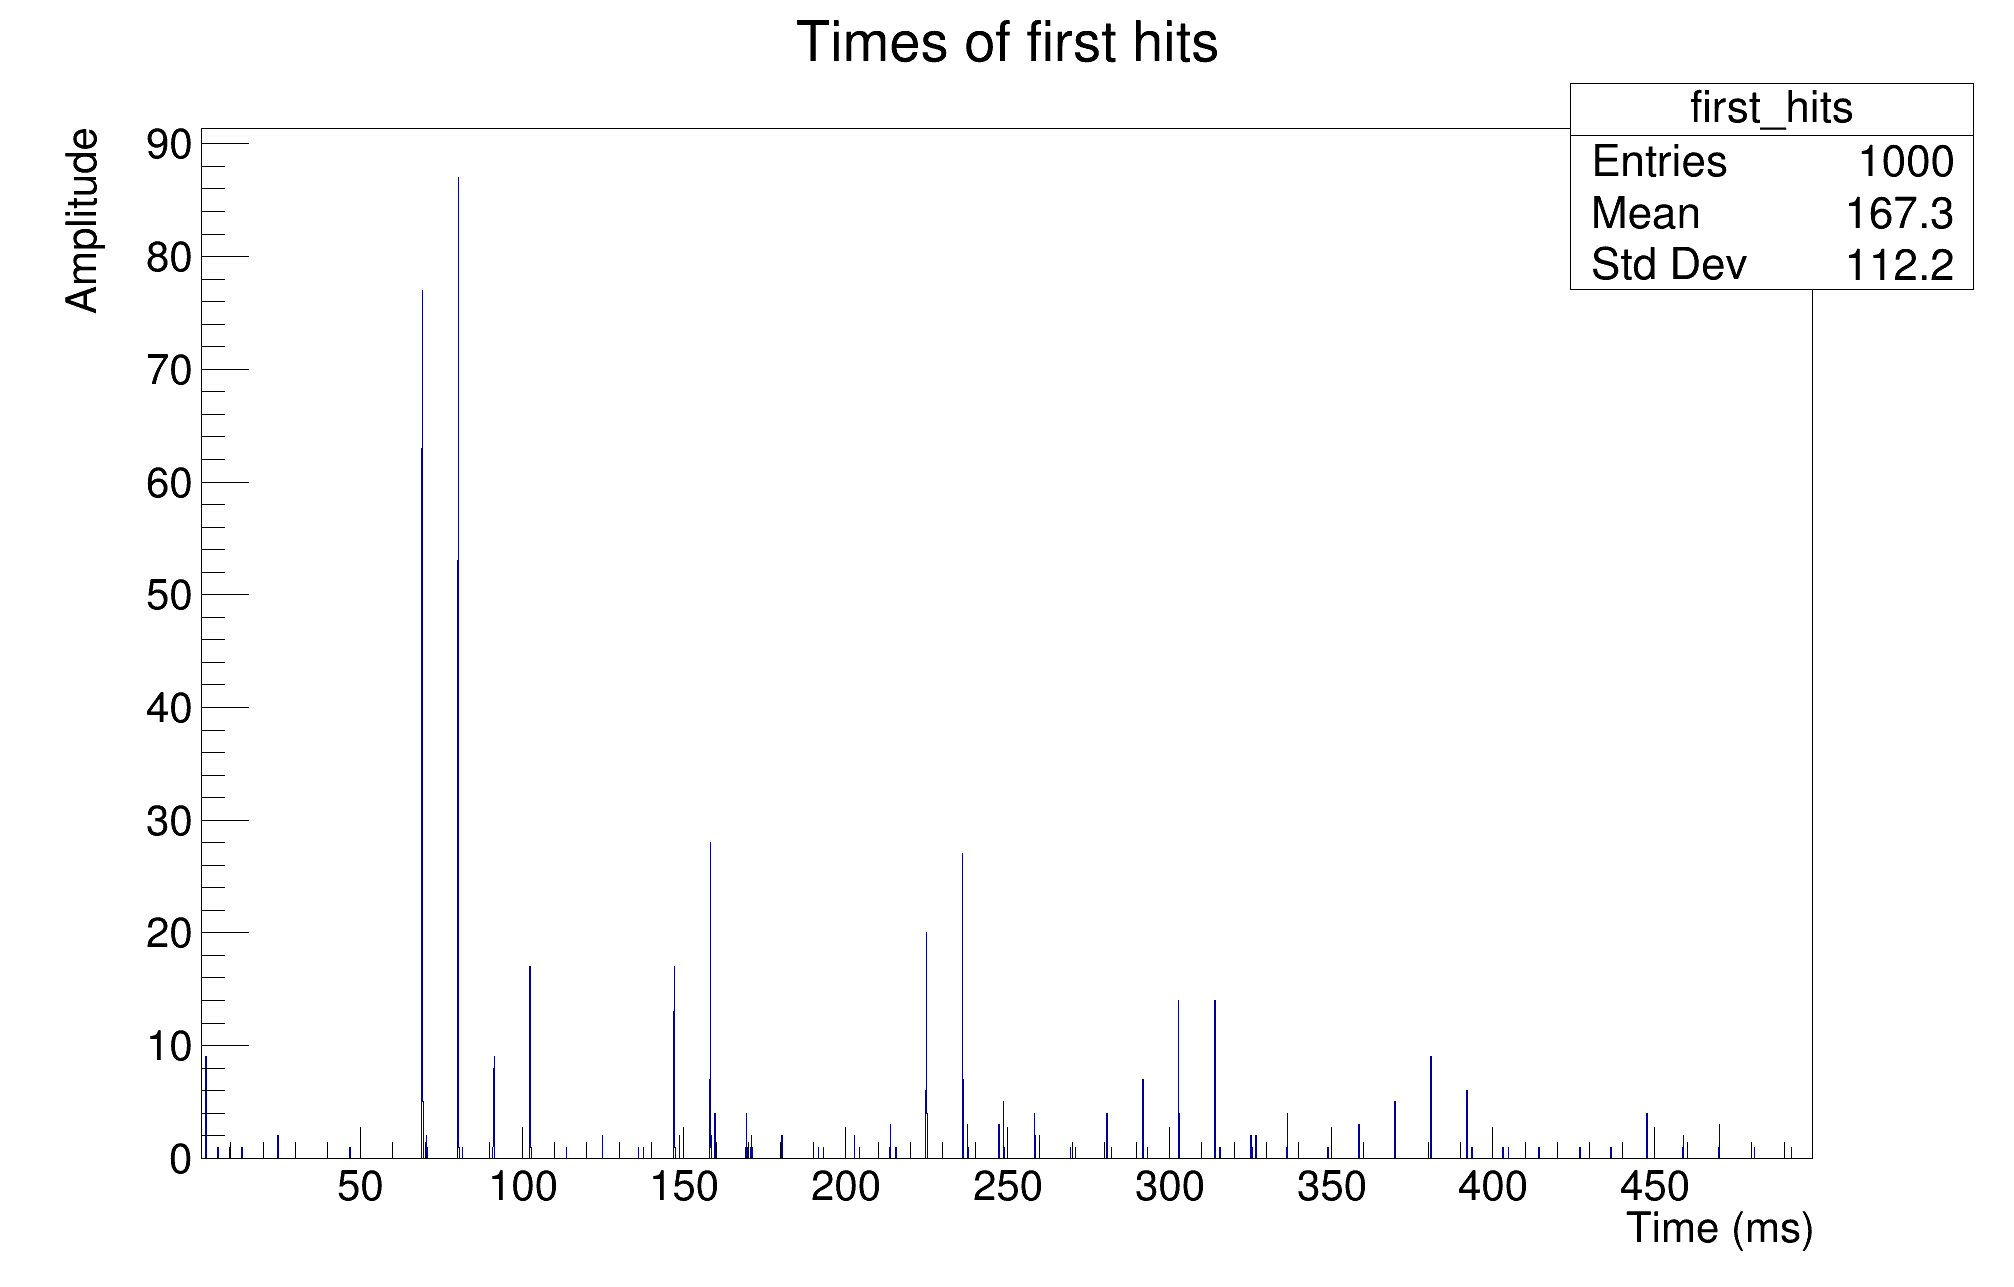 Times of first hits
first_hits
Entries 1000
Mean 167.3
Std Dev 112.2
Amplitude
90
80
70
60
50
40
30
20
10
0
50 100 150 200 250 300 350 400 450
Time (ms)